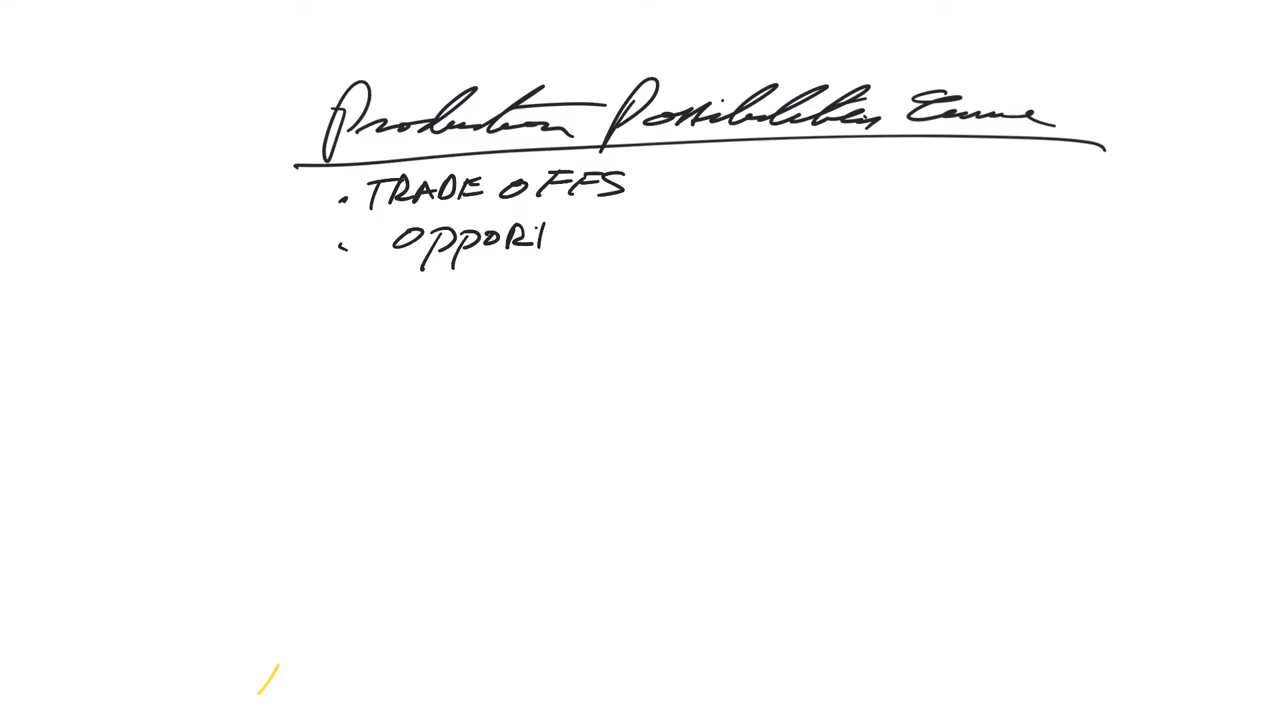 Production Possibilities Curve
. TRADE OFFS
. OPPORT